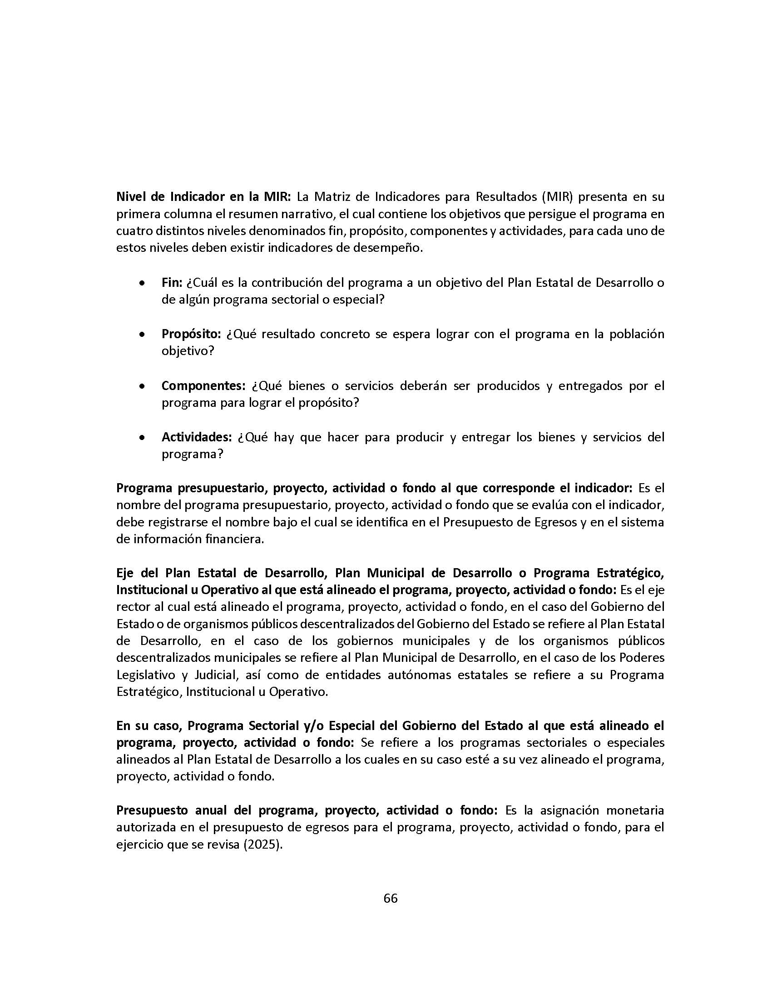 Nivel de Indicador en la MIR: La Matriz de Indicadores para Resultados (MIR) presenta en su
primera columna el resumen narrativo, el cual contiene los objetivos que persigue el programa en
cuatro distintos niveles denominados fin, propósito, componentes y actividades, para cada uno de
estos niveles deben existir indicadores de desempeño.
• Fin: ¿Cuál es la contribución del programa a un objetivo del Plan Estatal de Desarrollo o
de algún programa sectorial o especial?
• Propósito: ¿Qué resultado concreto se espera lograr con el programa en la población
objetivo?
• Componentes: ¿Qué bienes o servicios deberán ser producidos y entregados por el
programa para lograr el propósito?
• Actividades: ¿Qué hay que hacer para producir y entregar los bienes y servicios del
programa?
Programa presupuestario, proyecto, actividad o fondo al que corresponde el indicador: Es el
nombre del programa presupuestario, proyecto, actividad o fondo que se evalúa con el indicador,
debe registrarse el nombre bajo el cual se identifica en el Presupuesto de Egresos y en el sistema
de información financiera.
Eje del Plan Estatal de Desarrollo, Plan Municipal de Desarrollo o Programa Estratégico,
Institucional u Operativo al que está alineado el programa, proyecto, actividad o fondo: Es el eje
rector al cual está alineado el programa, proyecto, actividad o fondo, en el caso del Gobierno del
Estado o de organismos públicos descentralizados del Gobierno del Estado se refiere al Plan Estatal
de Desarrollo, en el caso de los gobiernos municipales y de los organismos públicos
descentralizados municipales se refiere al Plan Municipal de Desarrollo, en el caso de los Poderes
Legislativo y Judicial, así como de entidades autónomas estatales se refiere a su Programa
Estratégico, Institucional u Operativo.
En su caso, Programa Sectorial y/o Especial del Gobierno del Estado al que está alineado el
programa, proyecto, actividad o fondo: Se refiere a los programas sectoriales o especiales
alineados al Plan Estatal de Desarrollo a los cuales en su caso esté a su vez alineado el programa,
proyecto, actividad o fondo.
Presupuesto anual del programa, proyecto, actividad o fondo: Es la asignación monetaria
autorizada en el presupuesto de egresos para el programa, proyecto, actividad o fondo, para el
ejercicio que se revisa (2025).
66